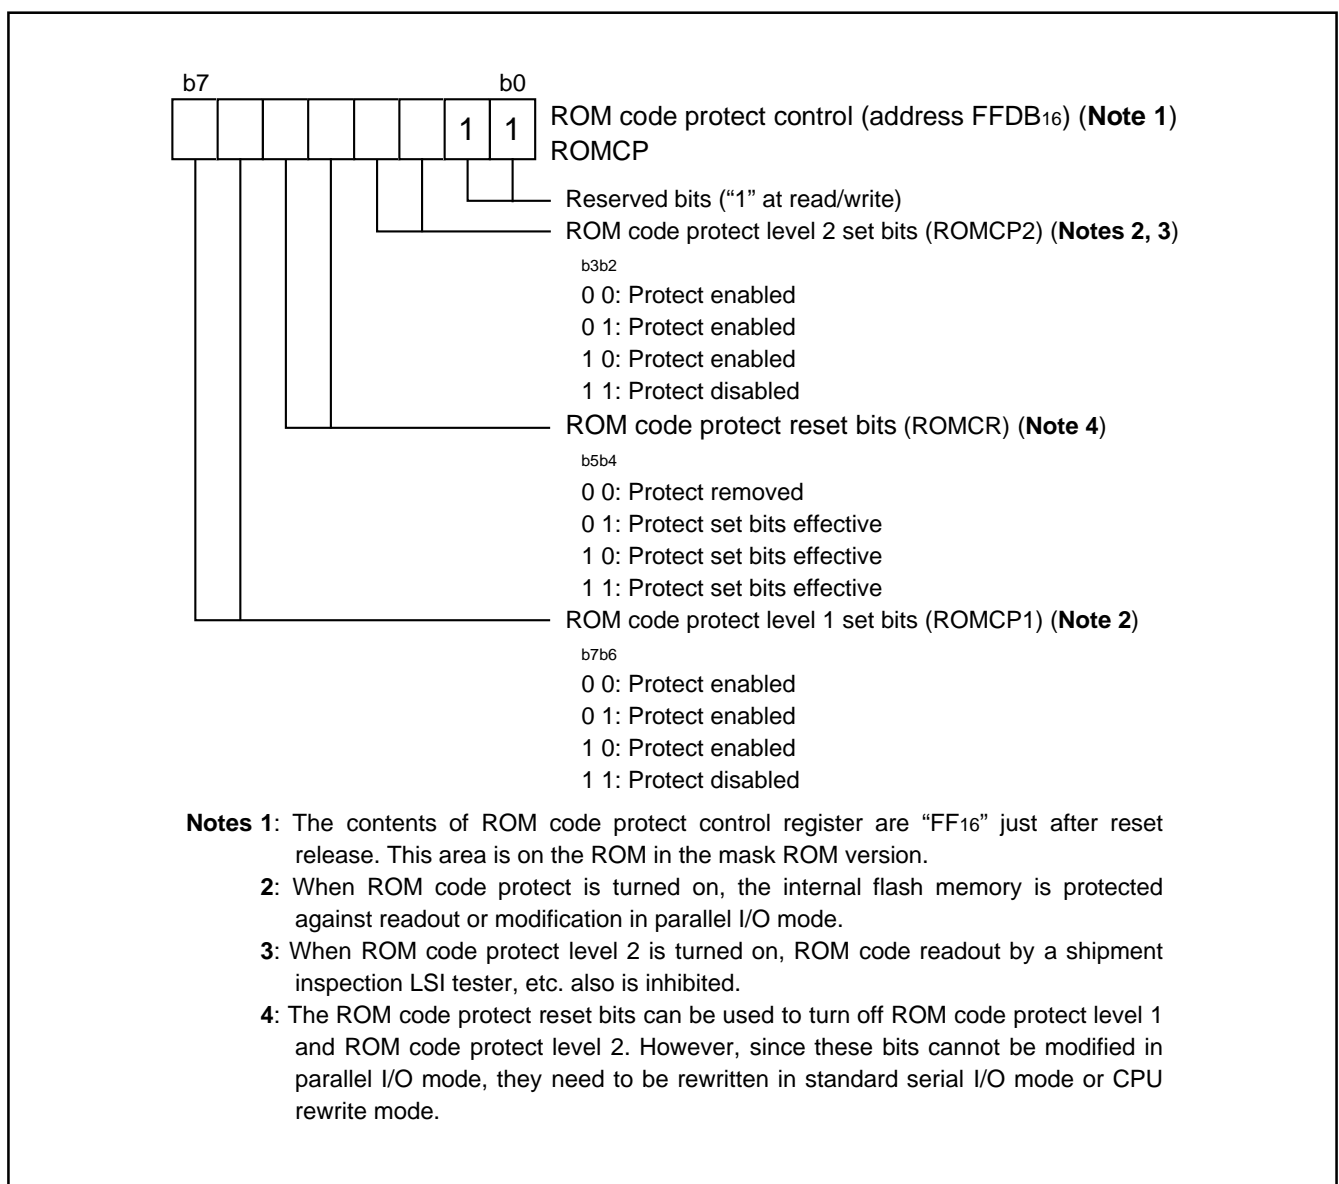 b7 b0
1 1 ROM code protect control (address FFDB16) (Note 1)
ROMCP
Reserved bits (“1” at read/write)
ROM code protect level 2 set bits (ROMCP2) (Notes 2, 3)
b3b2
0 0: Protect enabled
0 1: Protect enabled
1 0: Protect enabled
1 1: Protect disabled
ROM code protect reset bits (ROMCR) (Note 4)
b5b4
0 0: Protect removed
0 1: Protect set bits effective
1 0: Protect set bits effective
1 1: Protect set bits effective
ROM code protect level 1 set bits (ROMCP1) (Note 2)
b7b6
0 0: Protect enabled
0 1: Protect enabled
1 0: Protect enabled
1 1: Protect disabled
Notes 1: The contents of ROM code protect control register are “FF16” just after reset
release. This area is on the ROM in the mask ROM version.
2: When ROM code protect is turned on, the internal flash memory is protected
against readout or modification in parallel I/O mode.
3: When ROM code protect level 2 is turned on, ROM code readout by a shipment
inspection LSI tester, etc. also is inhibited.
4: The ROM code protect reset bits can be used to turn off ROM code protect level 1
and ROM code protect level 2. However, since these bits cannot be modified in
parallel I/O mode, they need to be rewritten in standard serial I/O mode or CPU
rewrite mode.